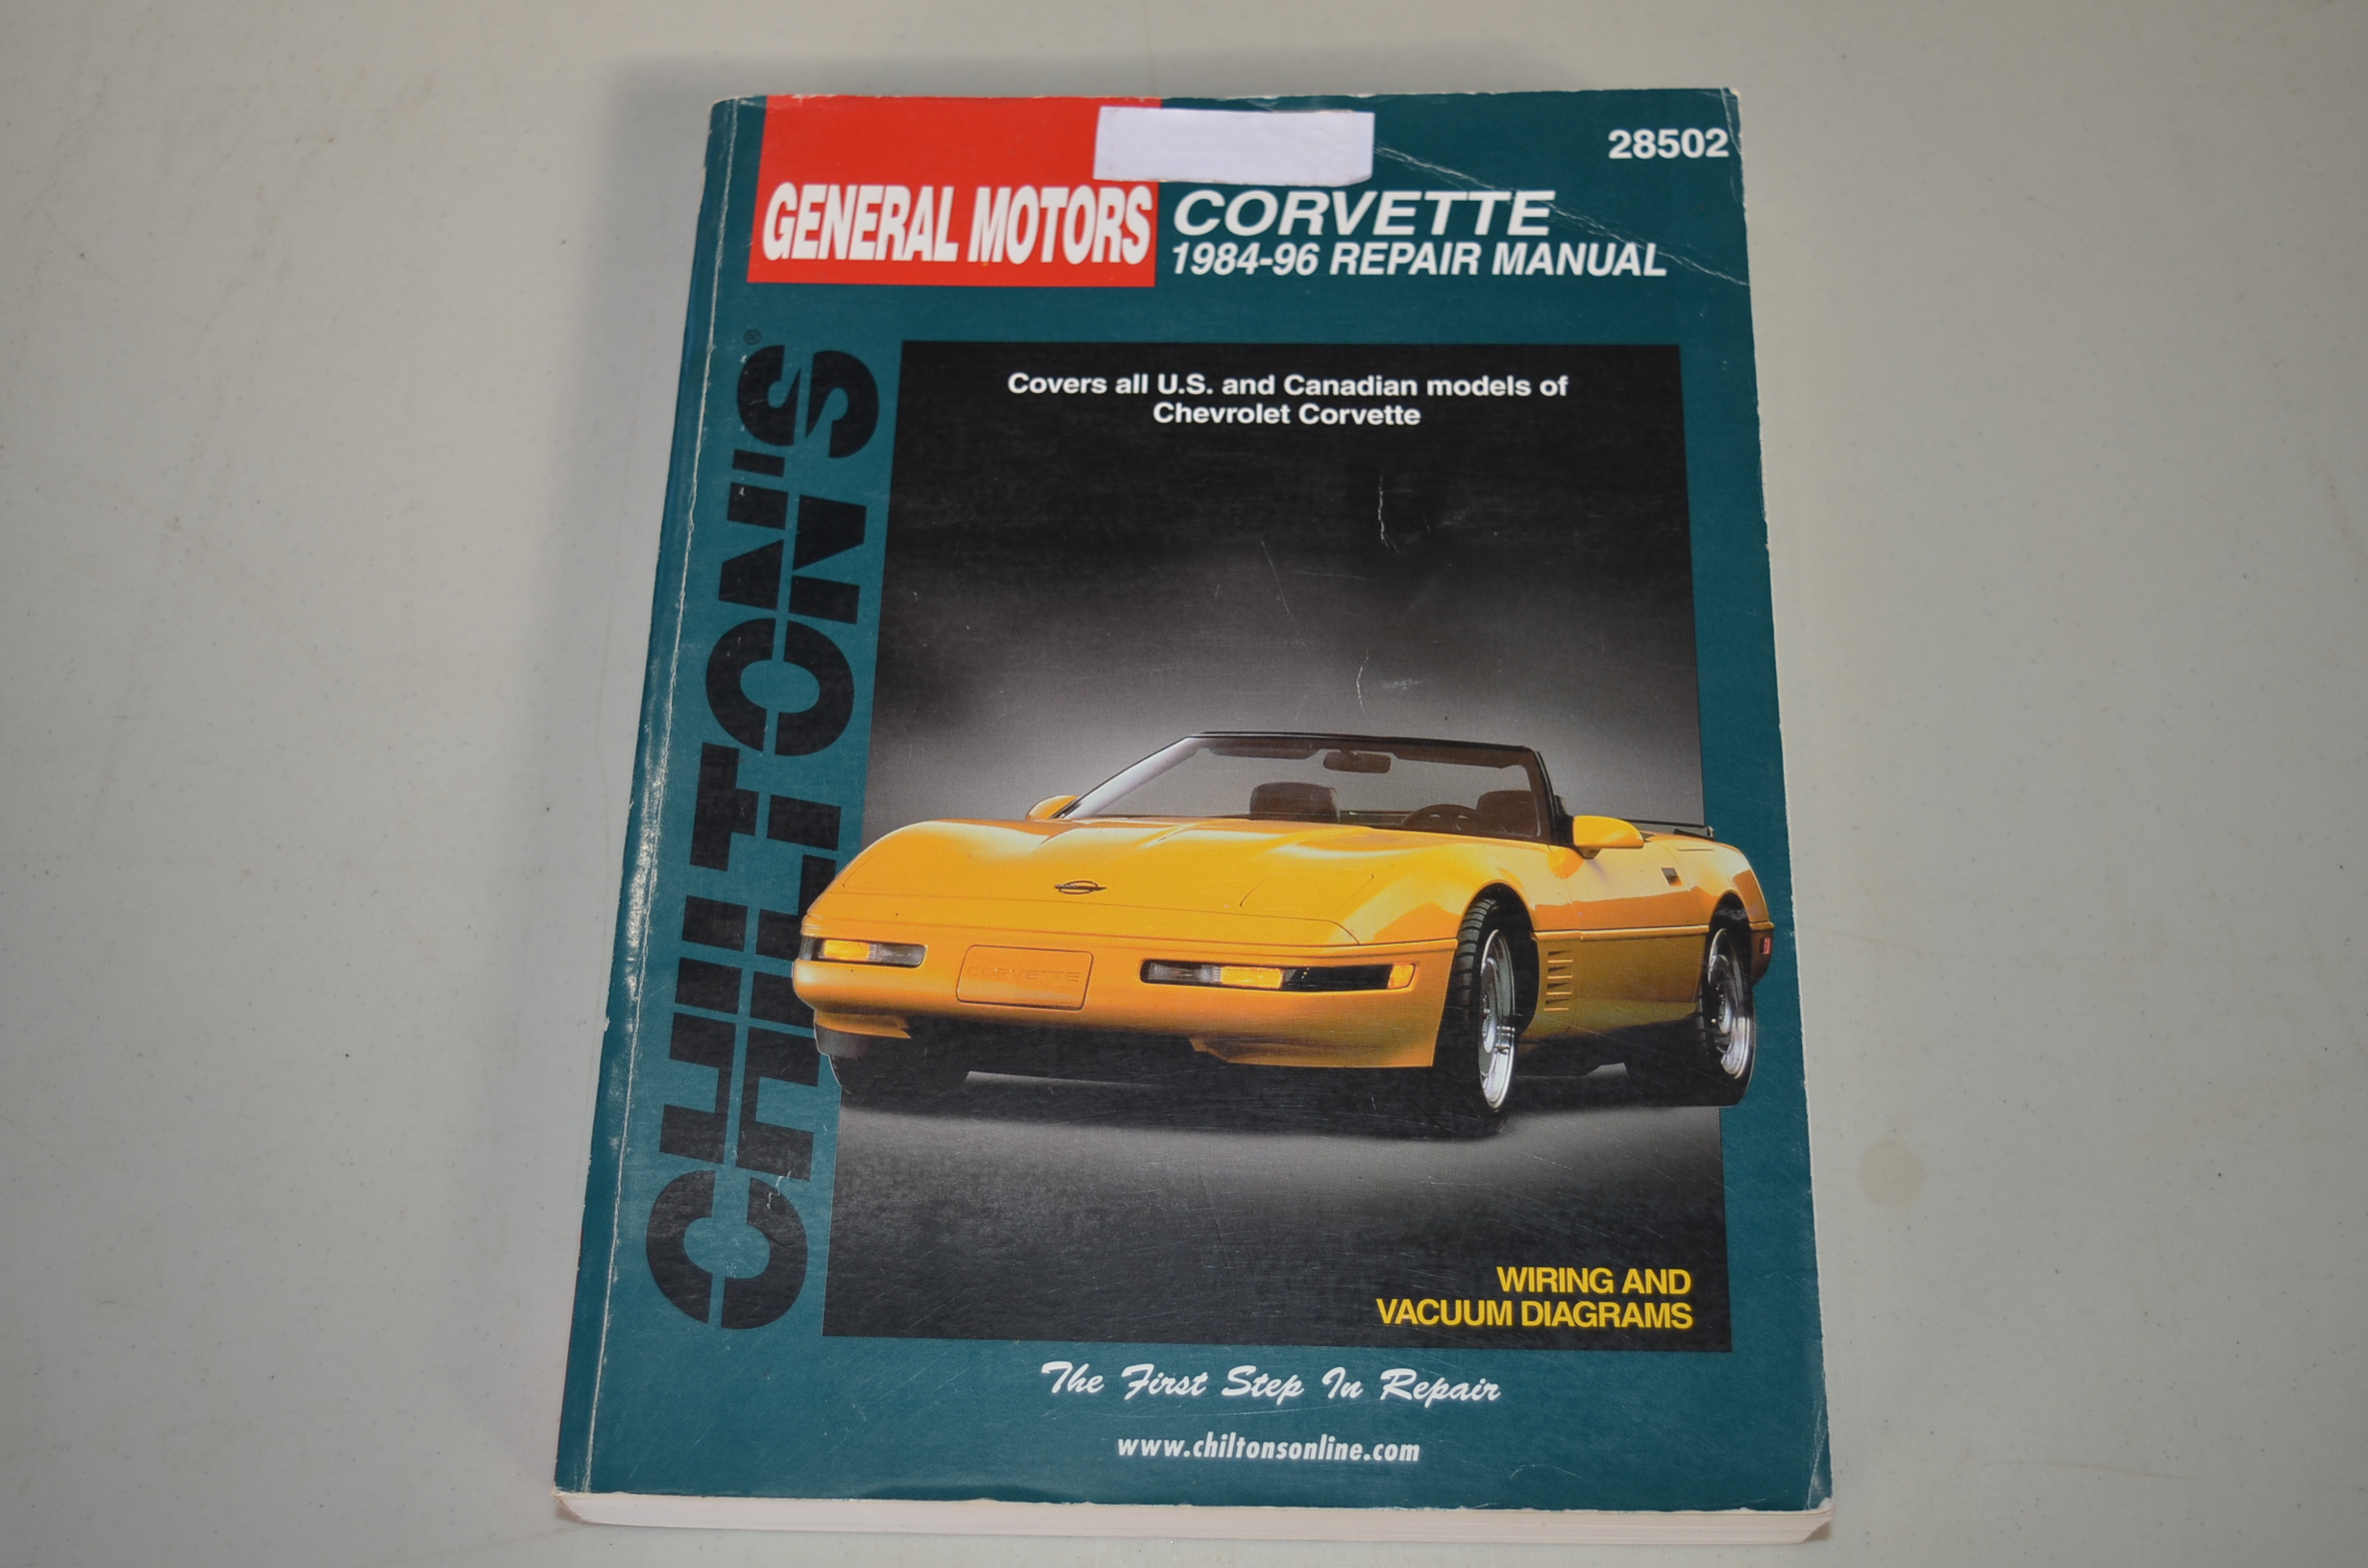 28502
GENERAL MOTORS
CORVETTE
1984-96 REPAIR MANUAL
CHILTON'S®
Covers all U.S. and Canadian models of
Chevrolet Corvette
CORVETTE
WIRING AND
VACUUM DIAGRAMS
The First Step In Repair
www.chiltonsonline.com